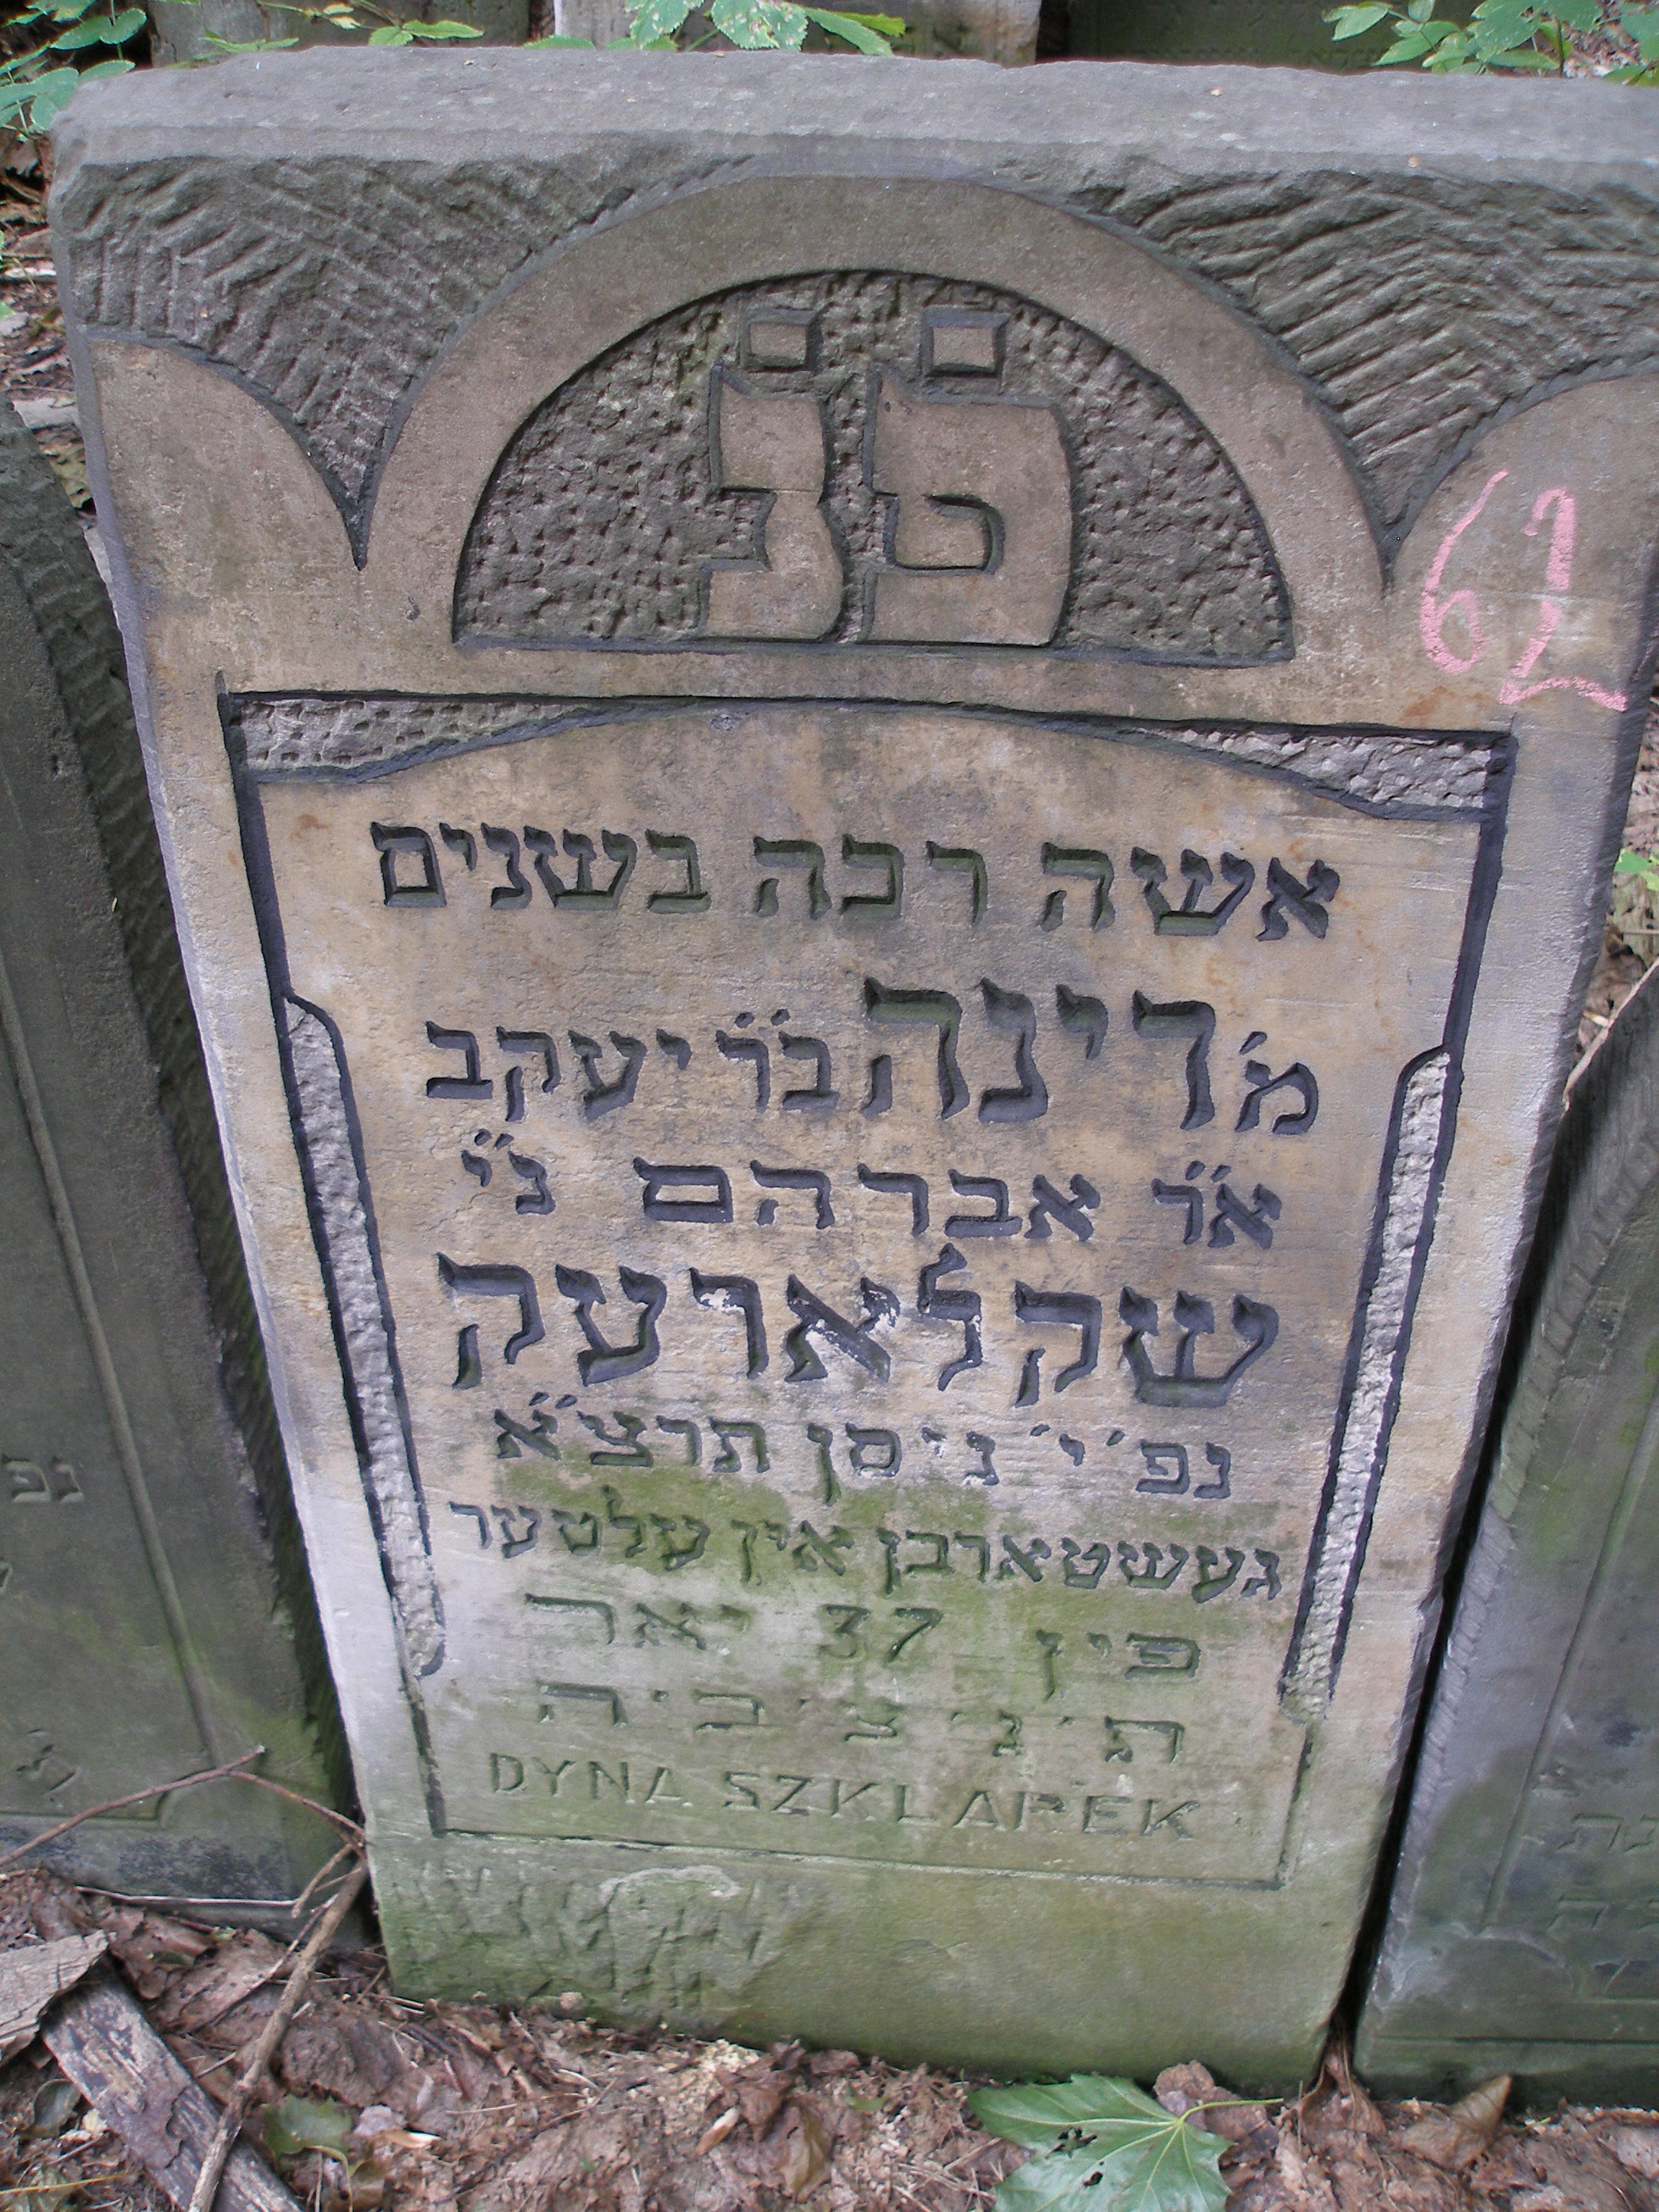 פ נ
62
אשה רכה בשנים
מ' דינה ב"ר יעקב
א"ר אברהם נ"י
שקלארעק
נפ' י' ניסן תרצ"א
געשטארבן אין עלטער
פין 37 יאר
ת.נ.צ.ב.ה
DYNA SZKLAREK